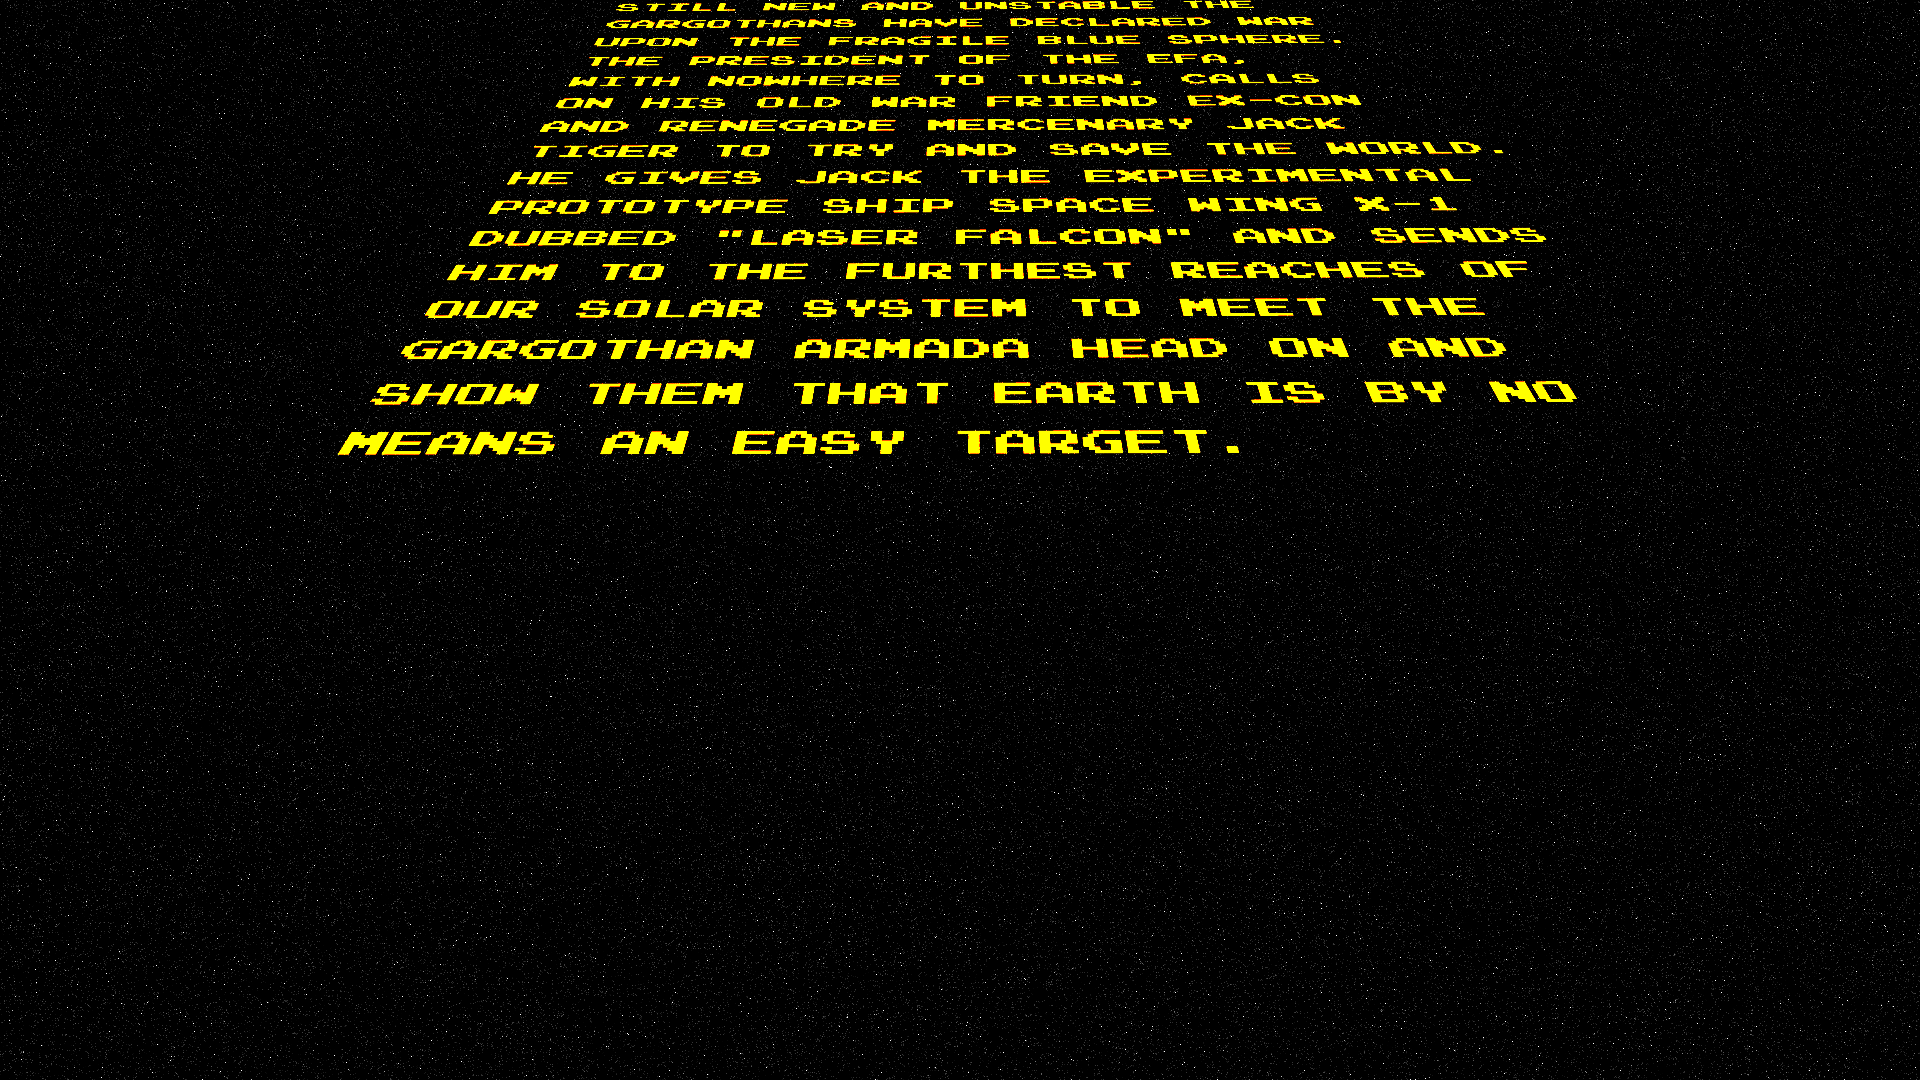 STILL NEW AND UNSTABLE THE
GARGOTHANS HAVE DECLARED WAR
UPON THE FRAGILE BLUE SPHERE.
THE PRESIDENT OF THE EFA,
WITH NOWHERE TO TURN, CALLS
ON HIS OLD WAR FRIEND EX-CON
AND RENEGADE MERCENARY JACK
TIGER TO TRY AND SAVE THE WORLD.
HE GIVES JACK THE EXPERIMENTAL
PROTOTYPE SHIP SPACE WING X-1
DUBBED "LASER FALCON" AND SENDS
HIM TO THE FURTHEST REACHES OF
OUR SOLAR SYSTEM TO MEET THE
GARGOTHAN ARMADA HEAD ON AND
SHOW THEM THAT EARTH IS BY NO
MEANS AN EASY TARGET.